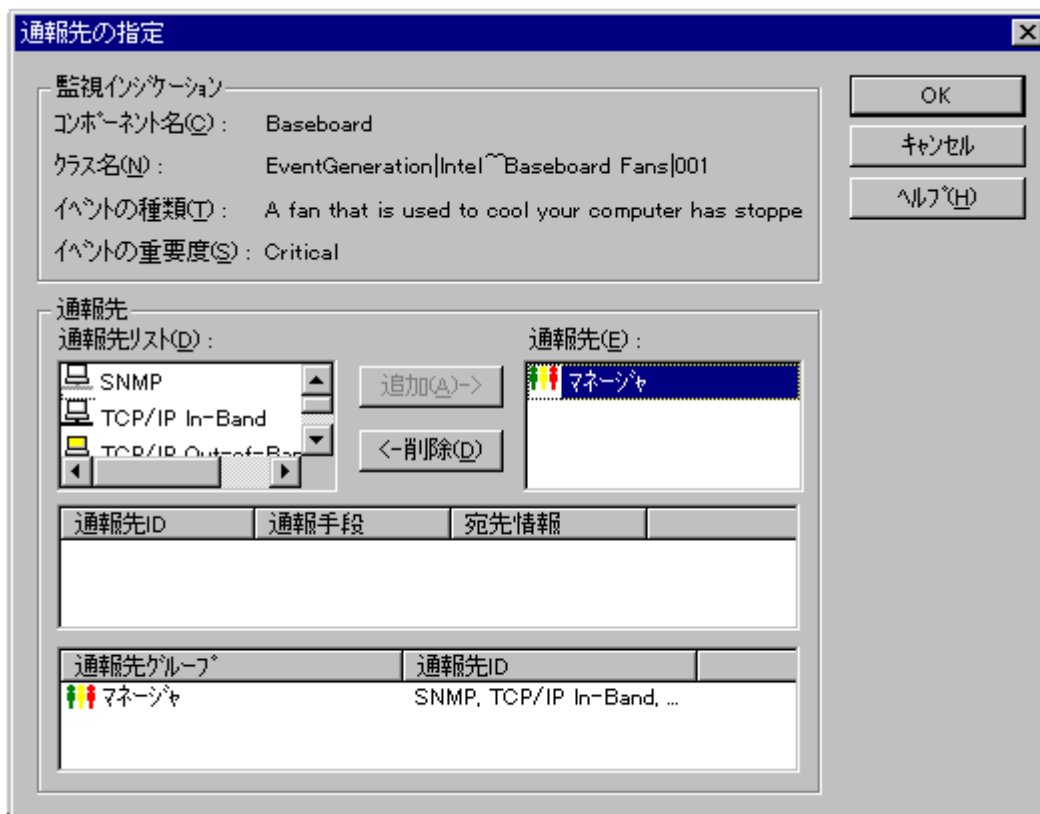 通報先の指定
監視インジケーション
コンポーネント名(C) : Baseboard
クラス名(N) : EventGeneration|Intel^^Baseboard Fans|001
イベントの種類(T) : A fan that is used to cool your computer has stoppe
イベントの重要度(S) : Critical
OK
キャンセル
ヘルプ(H)
通報先
通報先リスト(D) :
SNMP
TCP/IP In-Band
TCP/IP Out-of-Ban
追加(A)->
<-削除(D)
通報先(E) :
マネージャ
通報先ID 通報手段 宛先情報
通報先グループ 通報先ID
マネージャ SNMP, TCP/IP In-Band, ...